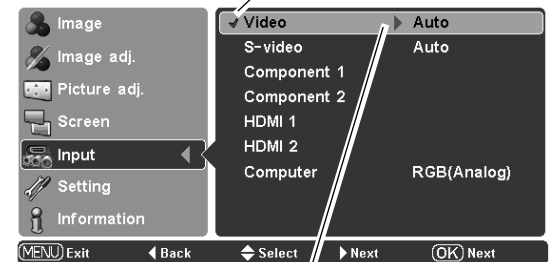 Image
Image adj.
Picture adj.
Screen
Input
Setting
Information
Video Auto
S-video Auto
Component 1
Component 2
HDMI 1
HDMI 2
Computer RGB(Analog)
MENU Exit Back Select Next OK Next